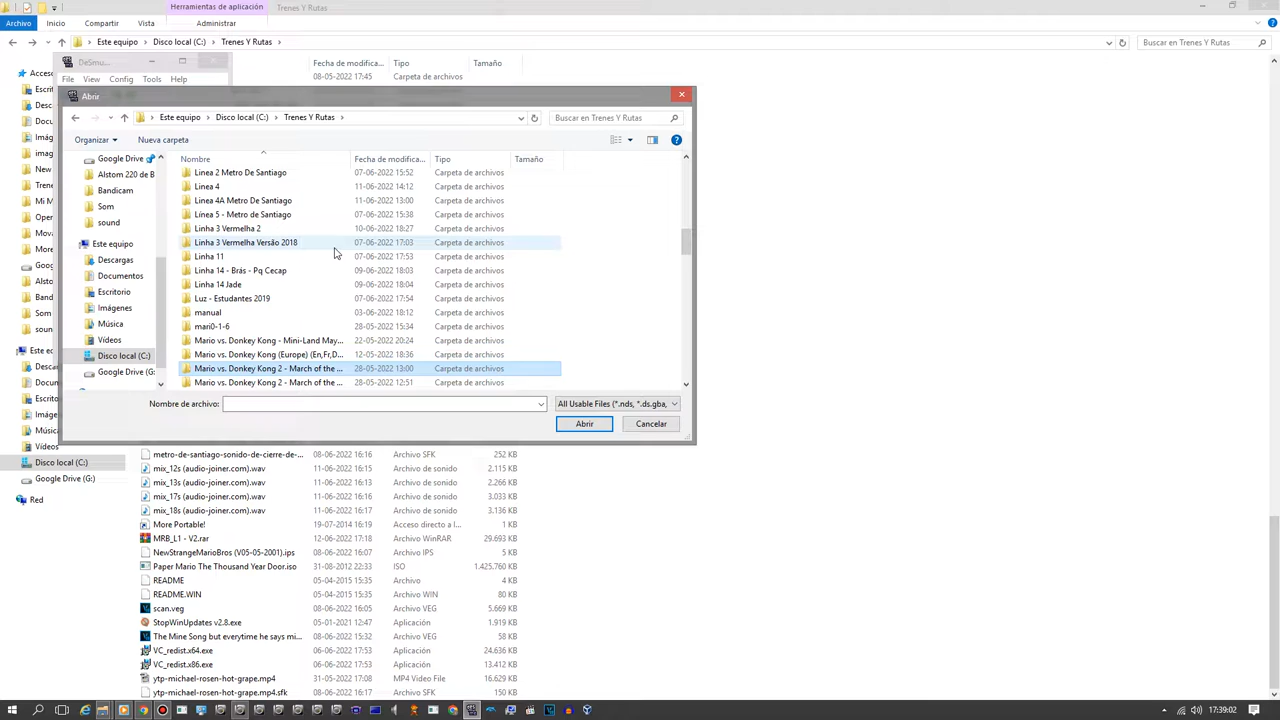 Herramientas de aplicación Trenes Y Rutas
Archivo Inicio Compartir Vista Administrar
Este equipo Disco local (C:) Trenes Y Rutas Buscar en Trenes Y Rutas
Fecha de modifica... Tipo Tamaño
08-05-2022 17:45 Carpeta de archivos
DeSmu...
File View Config Tools Help
Abrir
Este equipo Disco local (C:) Trenes Y Rutas Buscar en Trenes Y Rutas
Organizar Nueva carpeta
Nombre Fecha de modifica... Tipo Tamaño
Google Drive
Alstom 220 de B
Bandicam
Som
sound
Este equipo
Descargas
Documentos
Escritorio
Imágenes
Música
Vídeos
Disco local (C:)
Google Drive (G:
Linea 2 Metro De Santiago 07-06-2022 15:52 Carpeta de archivos
Linea 4 11-06-2022 14:12 Carpeta de archivos
Linea 4A Metro De Santiago 11-06-2022 13:00 Carpeta de archivos
Línea 5 - Metro de Santiago 07-06-2022 15:38 Carpeta de archivos
Linha 3 Vermelha 2 10-06-2022 18:27 Carpeta de archivos
Linha 3 Vermelha Versão 2018 07-06-2022 17:03 Carpeta de archivos
Linha 11 07-06-2022 17:53 Carpeta de archivos
Linha 14 - Brás - Pq Cecap 09-06-2022 18:03 Carpeta de archivos
Linha 14 Jade 09-06-2022 18:04 Carpeta de archivos
Luz - Estudantes 2019 07-06-2022 17:54 Carpeta de archivos
manual 03-06-2022 18:12 Carpeta de archivos
mari0-1-6 28-05-2022 15:34 Carpeta de archivos
Mario vs. Donkey Kong - Mini-Land May... 22-05-2022 20:24 Carpeta de archivos
Mario vs. Donkey Kong (Europe) (En,Fr,D... 12-05-2022 18:36 Carpeta de archivos
Mario vs. Donkey Kong 2 - March of the ... 28-05-2022 13:00 Carpeta de archivos
Mario vs. Donkey Kong 2 - March of the ... 28-05-2022 12:51 Carpeta de archivos
Nombre de archivo: All Usable Files (*.nds, *.ds.gba,
Abrir Cancelar
Acceso
Escrit
Desca
Docu
Imág
imag
New
Trene
Mi M
Open
Varia
More
Goog
Alsto
Band
Som
soun
Este ec
Desca
Docu
Escrit
Imáge
Músi
Vídeos
Disco local (C:)
Google Drive (G:)
Red
metro-de-santiago-sonido-de-cierre-de-... 08-06-2022 16:16 Archivo SFK 252 KB
mix_12s (audio-joiner.com).wav 11-06-2022 16:16 Archivo de sonido 2.115 KB
mix_13s (audio-joiner.com).wav 11-06-2022 16:13 Archivo de sonido 2.266 KB
mix_17s (audio-joiner.com).wav 11-06-2022 16:16 Archivo de sonido 3.033 KB
mix_18s (audio-joiner.com).wav 11-06-2022 16:15 Archivo de sonido 3.136 KB
More Portable! 19-07-2014 16:19 Acceso directo a I... 1 KB
MRB_L1 - V2.rar 12-06-2022 17:18 Archivo WinRAR 29.693 KB
NewStrangeMarioBros (V05-05-2001).ips 08-06-2022 16:07 Archivo IPS 5 KB
Paper Mario The Thousand Year Door.iso 31-08-2012 22:33 ISO 1.425.760 KB
README 05-04-2015 15:35 Archivo 4 KB
README.WIN 05-04-2015 15:35 Archivo WIN 80 KB
scan.veg 08-06-2022 16:05 Archivo VEG 5.669 KB
StopWinUpdates v2.8.exe 05-01-2021 12:47 Aplicación 1.919 KB
The Mine Song but everytime he says mi... 08-06-2022 15:32 Archivo VEG 58 KB
VC_redist.x64.exe 06-06-2022 17:53 Aplicación 24.636 KB
VC_redist.x86.exe 06-06-2022 17:53 Aplicación 13.412 KB
ytp-michael-rosen-hot-grape.mp4 31-05-2022 17:08 MP4 Video File 16.629 KB
ytp-michael-rosen-hot-grape.mp4.sfk 08-06-2022 16:17 Archivo SFK 150 KB
17:39:02